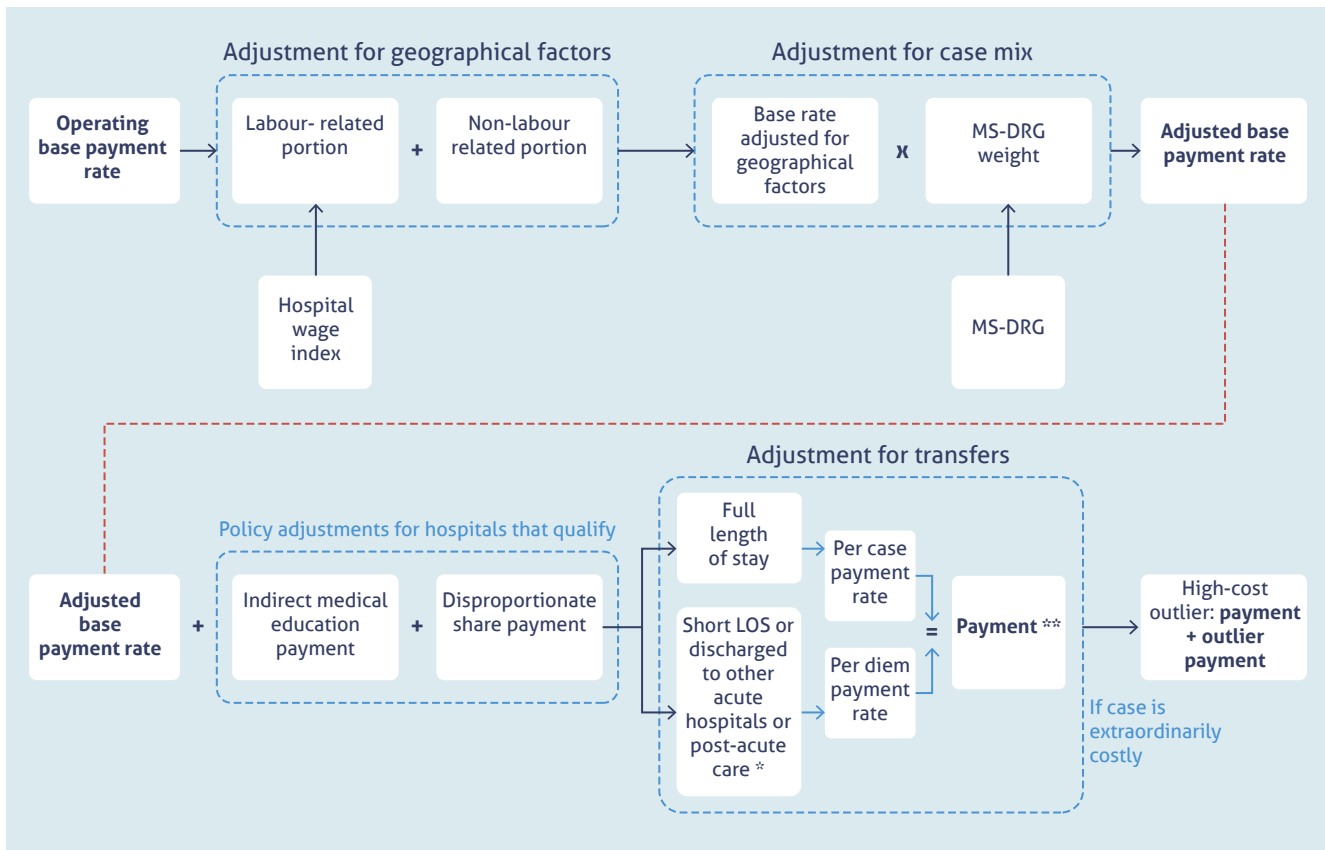 Adjustment for geographical factors
Adjustment for case mix
Operating
base payment
rate
Labour- related
portion
+
Non-labour
related portion
Base rate
adjusted for
geographical
factors
x
MS-DRG
weight
Adjusted base
payment rate
Hospital
wage
index
MS-DRG
Adjustment for transfers
Policy adjustments for hospitals that qualify
Adjusted
base
payment rate
+
Indirect medical
education
payment
+
Disproportionate
share payment
Full
length
of stay
Short LOS or
discharged
to other
acute
hospitals or
post-acute
care *
Per case
payment
rate
Per diem
payment
rate
=
Payment **
High-cost
outlier: payment
+ outlier
payment
If case is
extraordinarily
costly